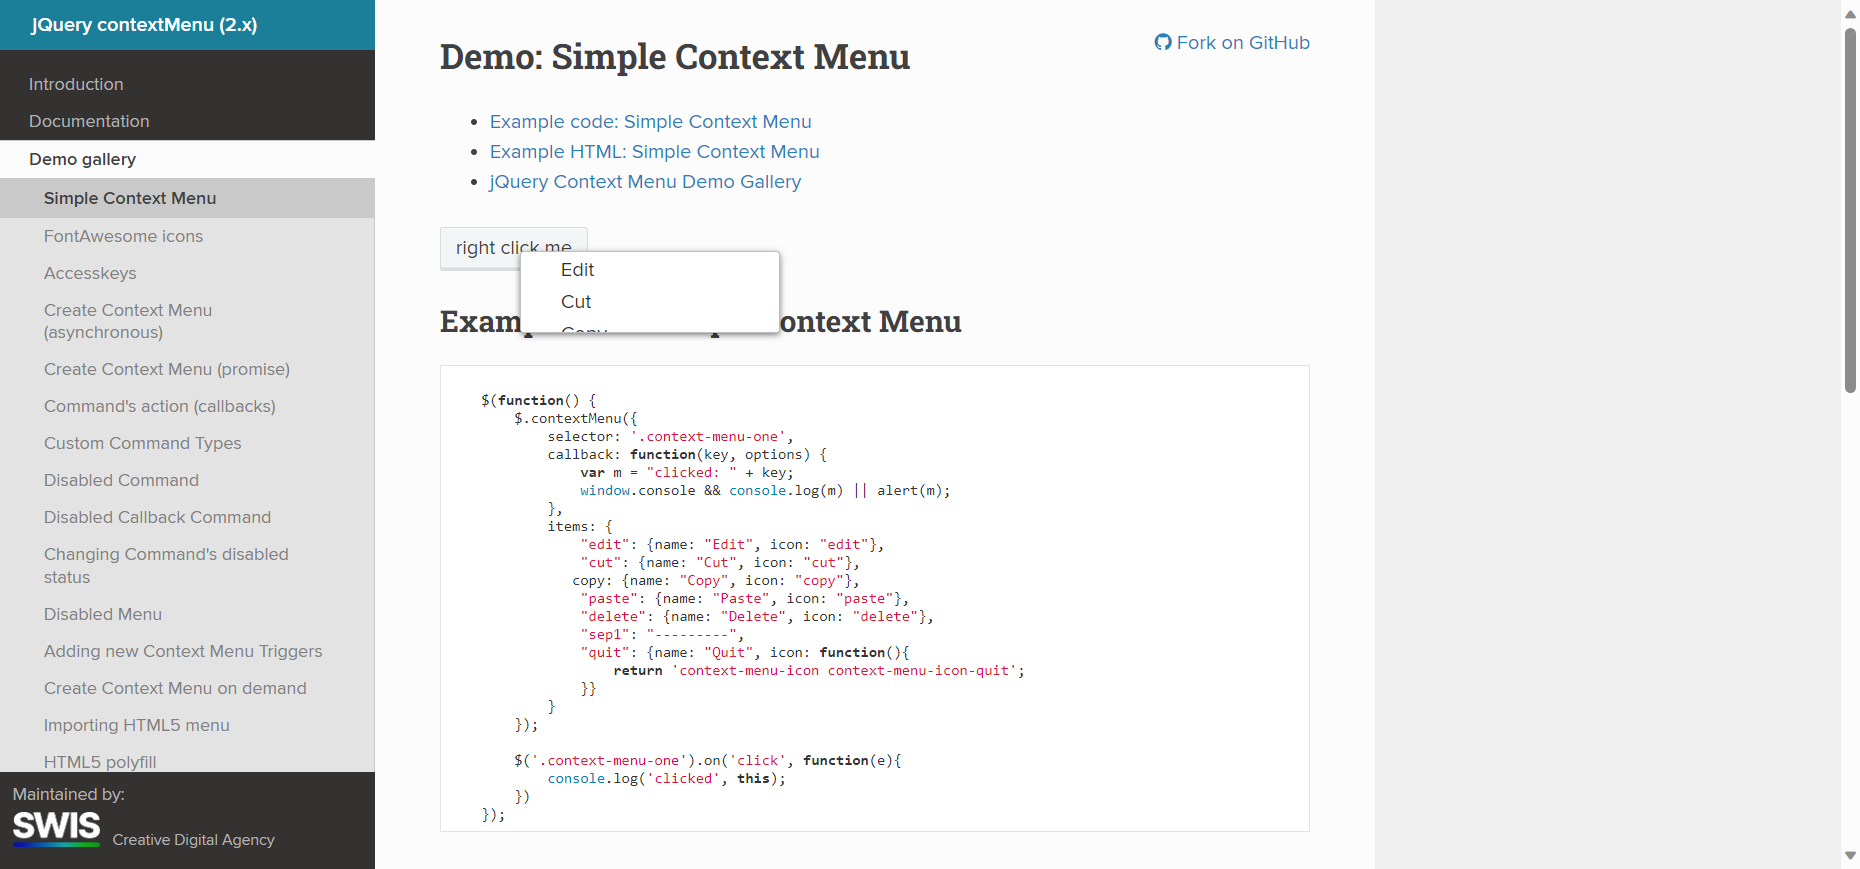 jQuery contextMenu (2.x)
Introduction
Documentation
Demo gallery
Simple Context Menu
FontAwesome icons
Accesskeys
Create Context Menu
(asynchronous)
Create Context Menu (promise)
Command's action (callbacks)
Custom Command Types
Disabled Command
Disabled Callback Command
Changing Command's disabled
status
Disabled Menu
Adding new Context Menu Triggers
Create Context Menu on demand
Importing HTML5 menu
HTML5 polyfill
Maintained by:
SWIS Creative Digital Agency
Fork on GitHub
Demo: Simple Context Menu
• Example code: Simple Context Menu
• Example HTML: Simple Context Menu
• jQuery Context Menu Demo Gallery
right click me
Edit
Cut
Copy
Exam ontext Menu
$(function() {
    $.contextMenu({
        selector: '.context-menu-one',
        callback: function(key, options) {
            var m = "clicked: " + key;
            window.console && console.log(m) || alert(m);
        },
        items: {
            "edit": {name: "Edit", icon: "edit"},
            "cut": {name: "Cut", icon: "cut"},
           copy: {name: "Copy", icon: "copy"},
            "paste": {name: "Paste", icon: "paste"},
            "delete": {name: "Delete", icon: "delete"},
            "sep1": "---------",
            "quit": {name: "Quit", icon: function(){
                return 'context-menu-icon context-menu-icon-quit';
            }}
        }
    });

    $('.context-menu-one').on('click', function(e){
        console.log('clicked', this);
    })
});